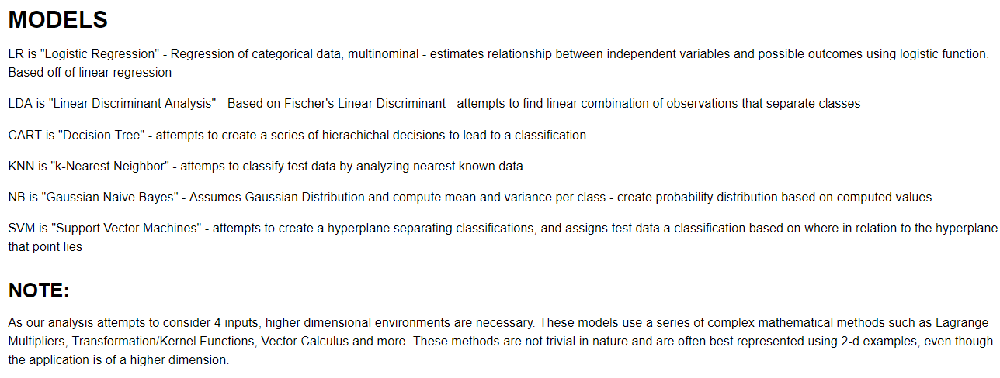 MODELS
LR is "Logistic Regression" - Regression of categorical data, multinominal - estimates relationship between independent variables and possible outcomes using logistic function.
Based off of linear regression
LDA is "Linear Discriminant Analysis" - Based on Fischer's Linear Discriminant - attempts to find linear combination of observations that separate classes
CART is "Decision Tree" - attempts to create a series of hierachichal decisions to lead to a classification
KNN is "k-Nearest Neighbor" - attemps to classify test data by analyzing nearest known data
NB is "Gaussian Naive Bayes" - Assumes Gaussian Distribution and compute mean and variance per class - create probability distribution based on computed values
SVM is "Support Vector Machines" - attempts to create a hyperplane separating classifications, and assigns test data a classification based on where in relation to the hyperplane
that point lies
NOTE:
As our analysis attempts to consider 4 inputs, higher dimensional environments are necessary. These models use a series of complex mathematical methods such as Lagrange
Multipliers, Transformation/Kernel Functions, Vector Calculus and more. These methods are not trivial in nature and are often best represented using 2-d examples, even though
the application is of a higher dimension.